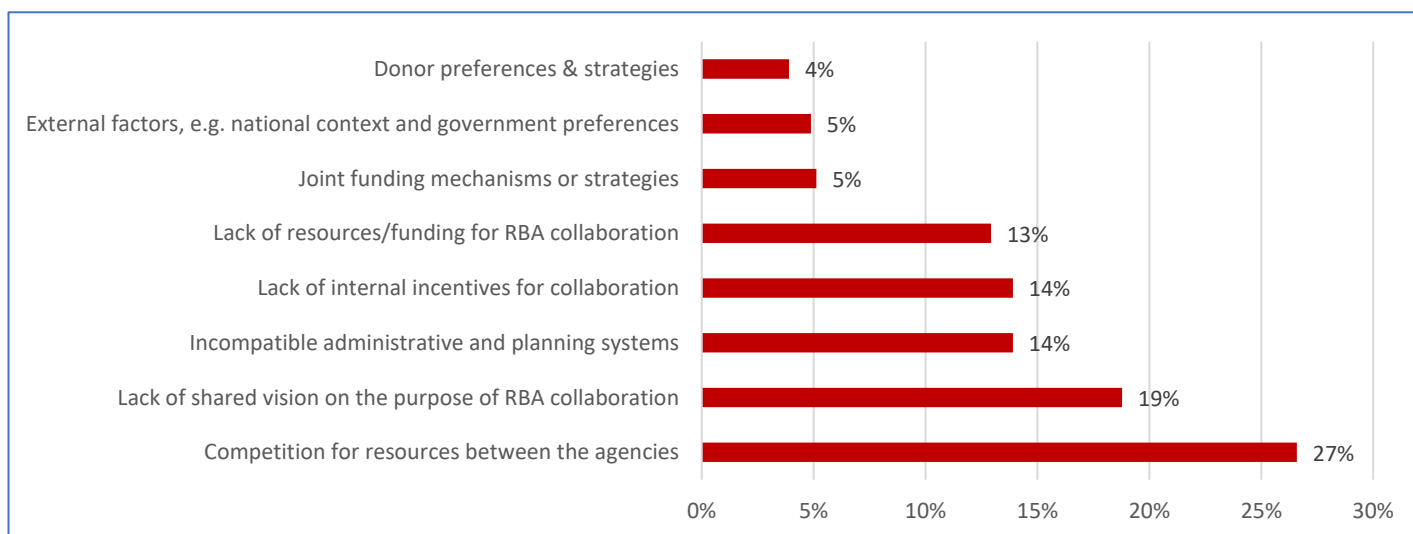 Donor preferences & strategies 4%
External factors, e.g. national context and government preferences 5%
Joint funding mechanisms or strategies 5%
Lack of resources/funding for RBA collaboration 13%
Lack of internal incentives for collaboration 14%
Incompatible administrative and planning systems 14%
Lack of shared vision on the purpose of RBA collaboration 19%
Competition for resources between the agencies 27%
0% 5% 10% 15% 20% 25% 30%